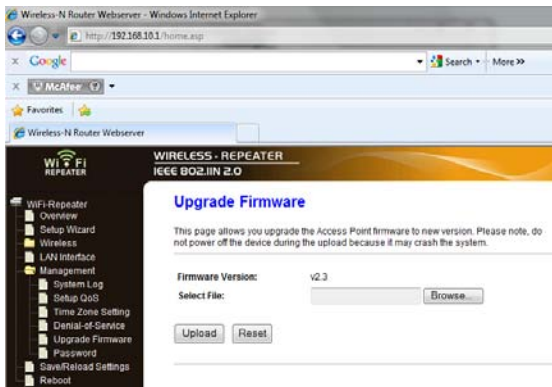 Wireless-N Router Webserver - Windows Internet Explorer
http://192.168.10.1/home.asp
x Google
Search
More »
x McAfee
Favorites
Wireless-N Router Webserver
Wi Fi
REPEATER
WIRELESS - REPEATER
IEEE 802.11N 2.0
WiFi-Repeater
Overview
Setup Wizard
Wireless
LAN Interface
Management
System Log
Setup QoS
Time Zone Setting
Denial-of-Service
Upgrade Firmware
Password
Save/Reload Settings
Reboot
Upgrade Firmware
This page allows you upgrade the Access Point firmware to new version. Please note, do
not power off the device during the upload because it may crash the system.
Firmware Version: v2.3
Select File: Browse...
Upload Reset